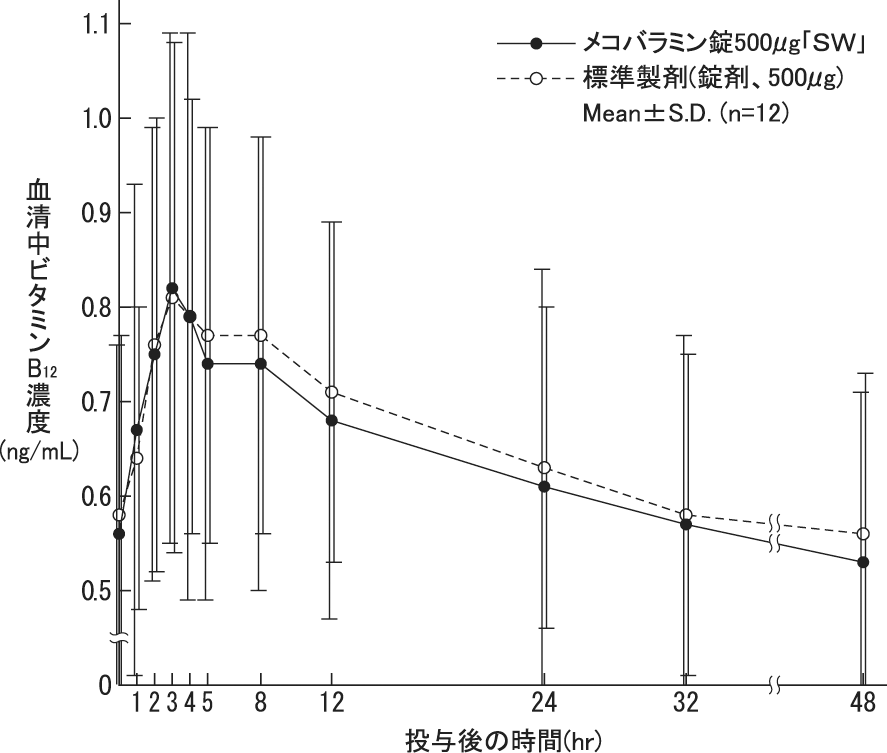 1.1
1.0
0.9
0.8
0.7
0.6
0.5
0
血清中ビタミンB12濃度
(ng/mL)
メコバラミン錠500μg「SW」
標準製剤(錠剤、500μg)
Mean±S.D. (n=12)
1 2 3 4 5 8 12 24 32 48
投与後の時間(hr)